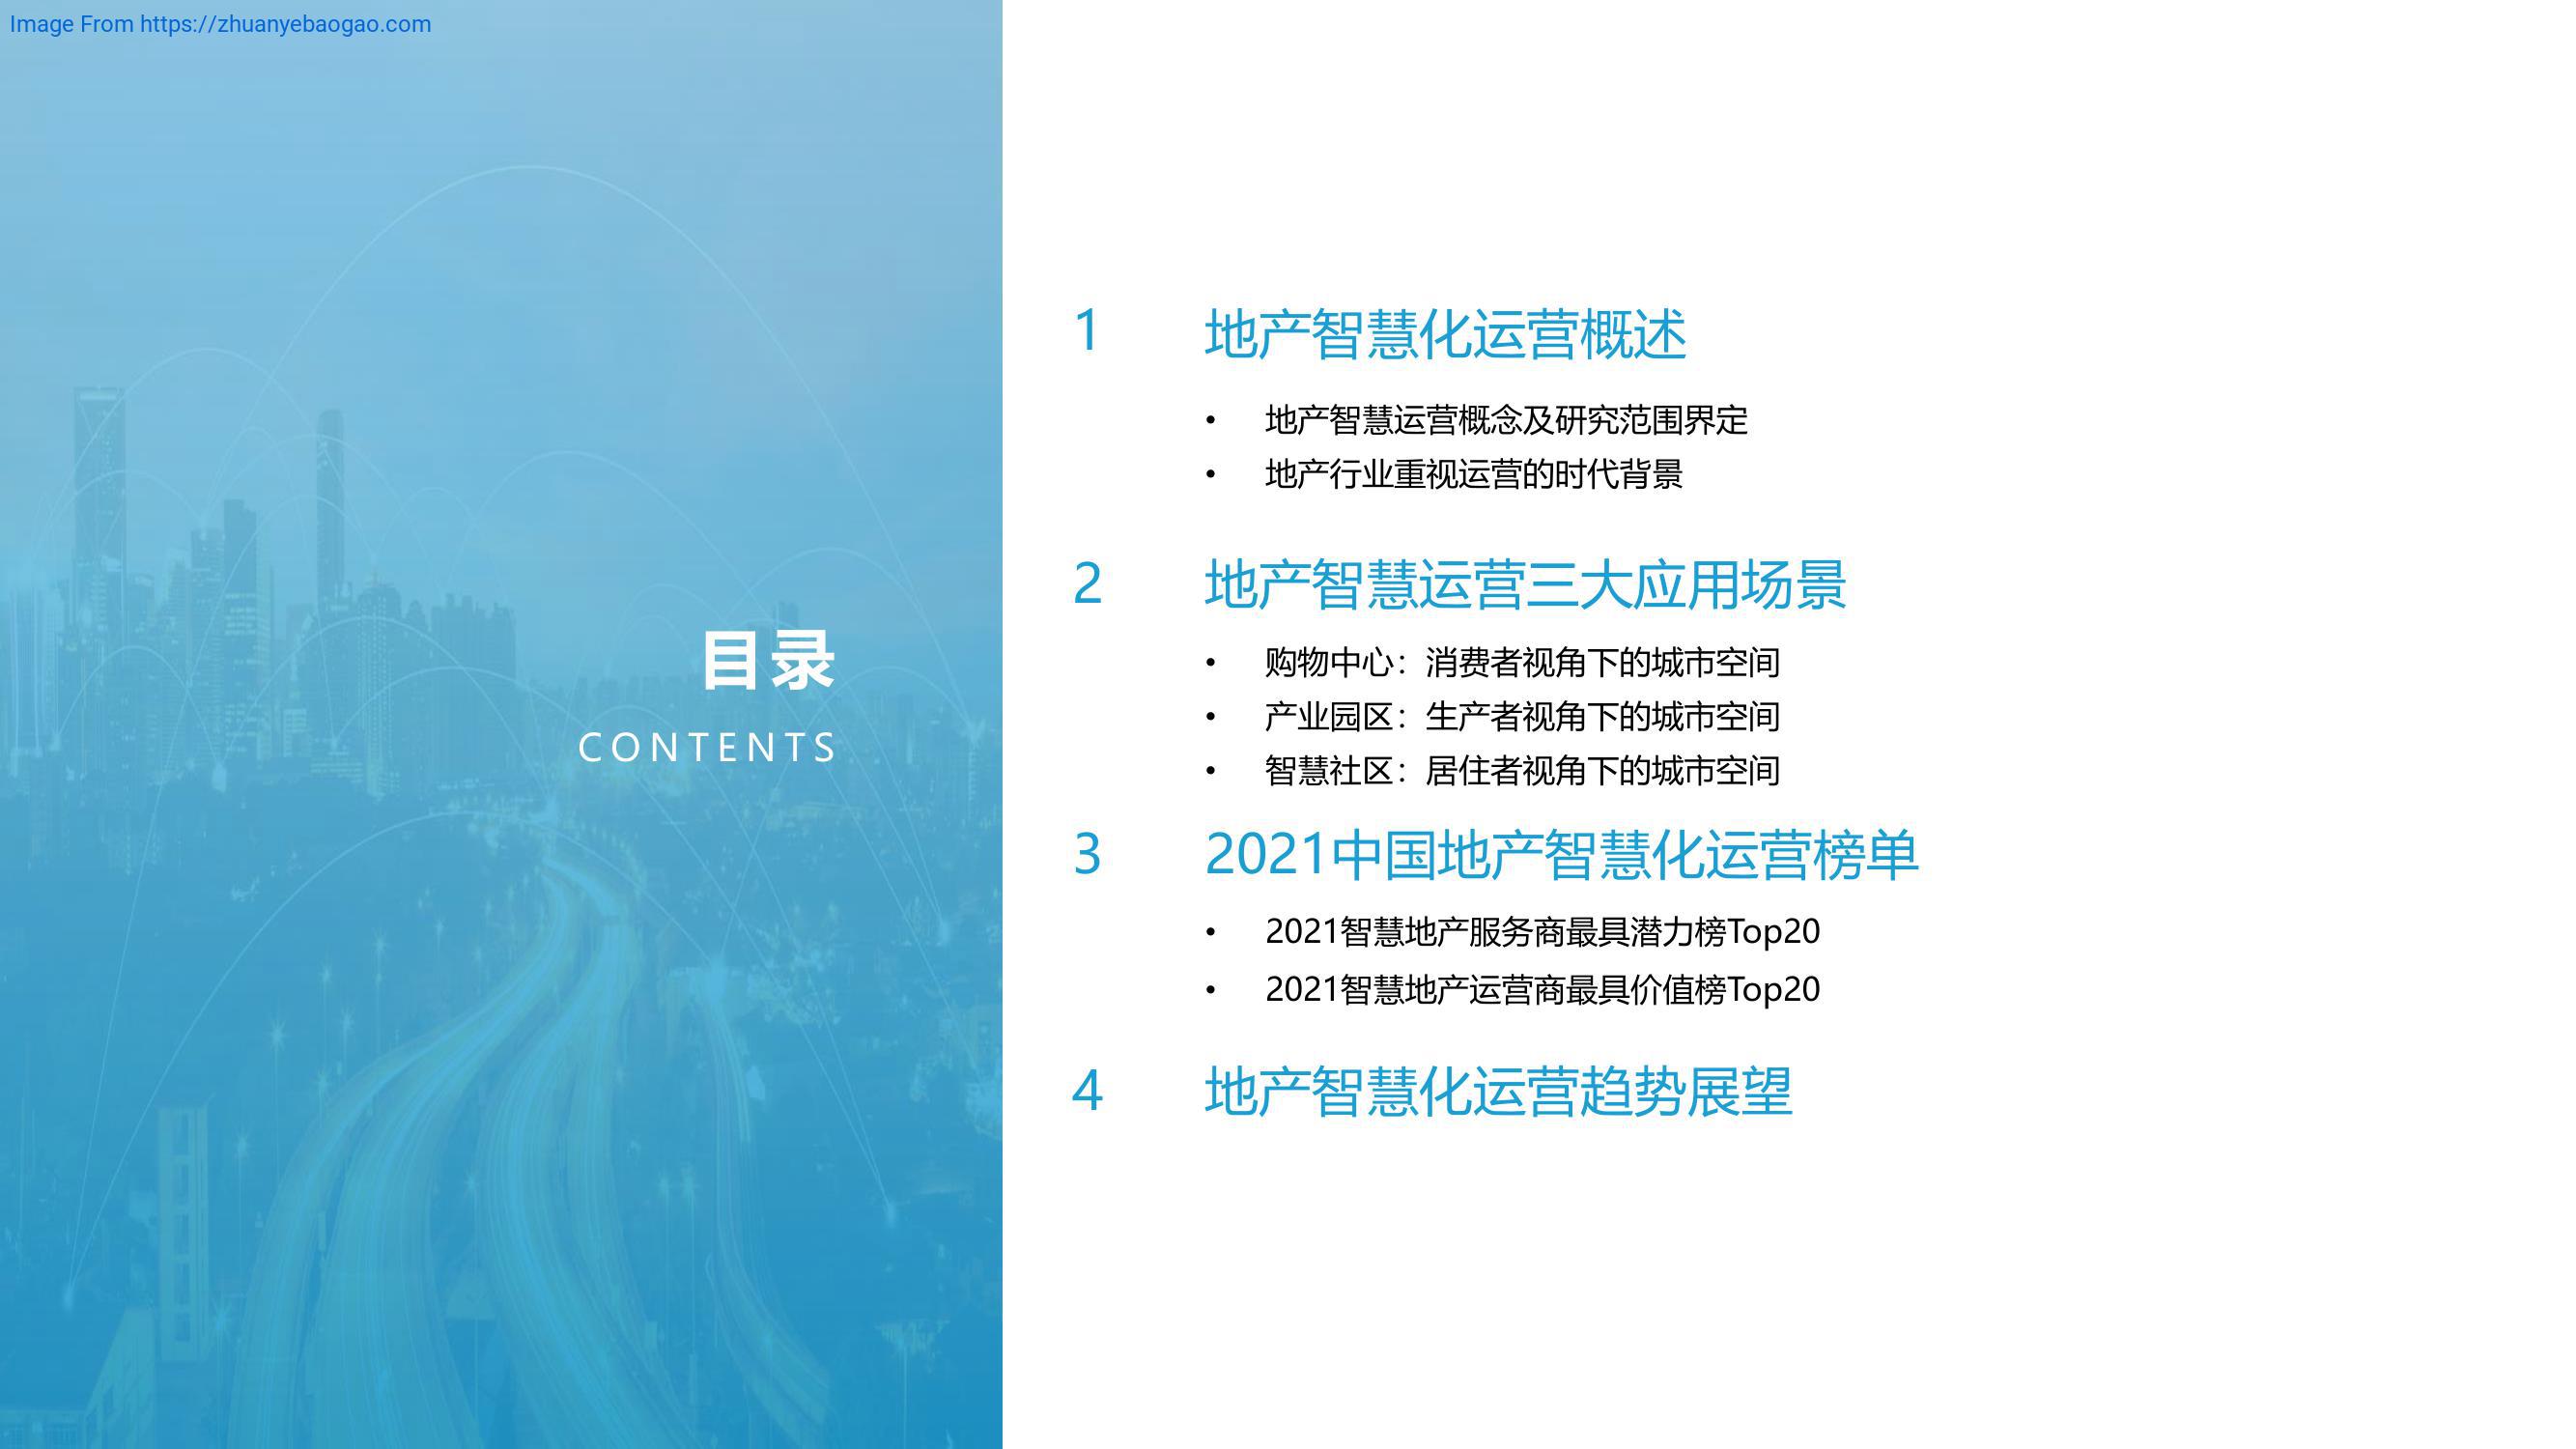 Image From https://zhuanyebaogao.com
目录
CONTENTS
1 地产智慧化运营概述
• 地产智慧运营概念及研究范围界定
• 地产行业重视运营的时代背景
2 地产智慧运营三大应用场景
• 购物中心：消费者视角下的城市空间
• 产业园区：生产者视角下的城市空间
• 智慧社区：居住者视角下的城市空间
3 2021中国地产智慧化运营榜单
• 2021智慧地产服务商最具潜力榜Top20
• 2021智慧地产运营商最具价值榜Top20
4 地产智慧化运营趋势展望